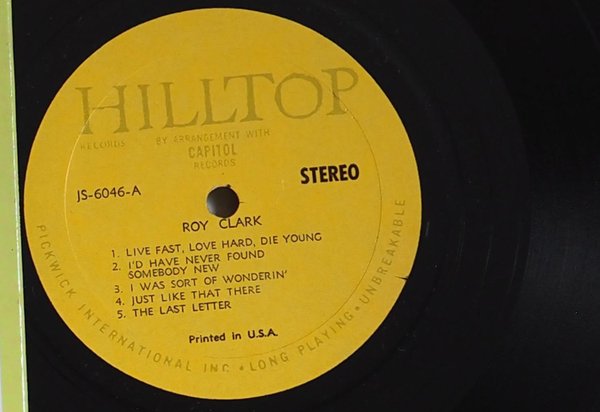 HILLTOP
RECORDS BY ARRANGEMENT WITH
CAPITOL
RECORDS
STEREO
JS-6046-A
ROY CLARK
1. LIVE FAST, LOVE HARD, DIE YOUNG
2. I'D HAVE NEVER FOUND
SOMEBODY NEW
3. I WAS SORT OF WONDERIN'
4. JUST LIKE THAT THERE
5. THE LAST LETTER
Printed in U.S.A.
PICKWICK INTERNATIONAL INC. • LONG PLAYING • UNBREAKABLE